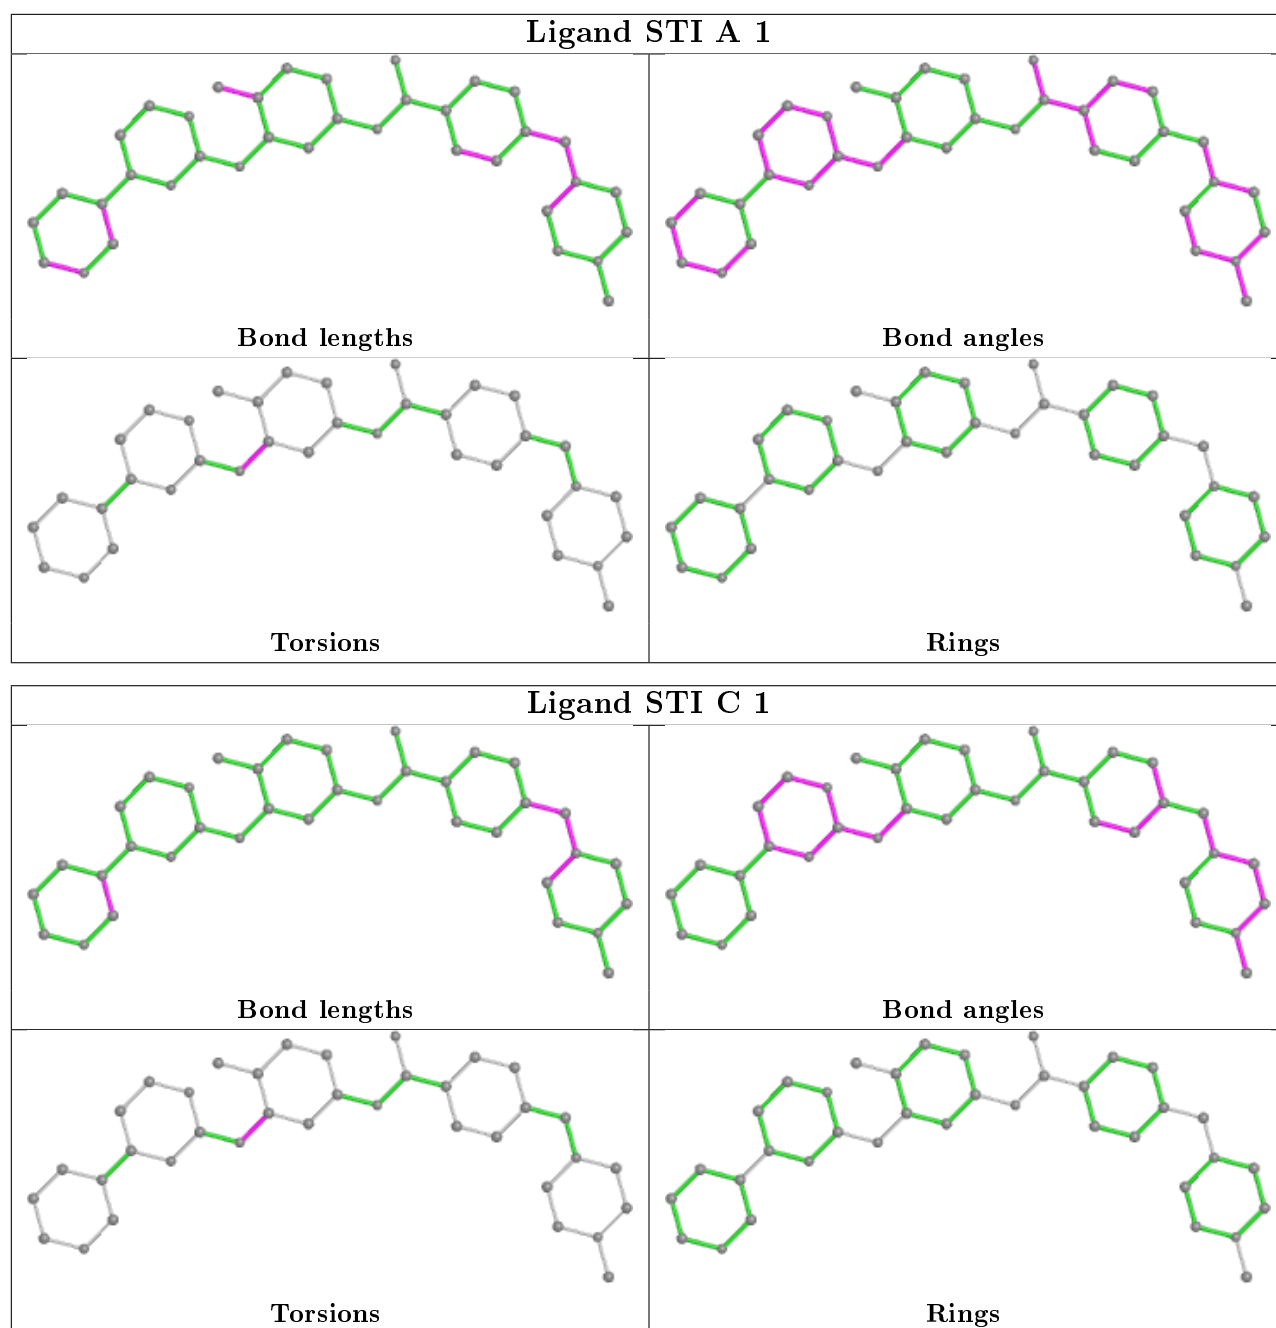 Ligand STI A 1
Bond lengths
Bond angles
Torsions
Rings
Ligand STI C 1
Bond lengths
Bond angles
Torsions
Rings